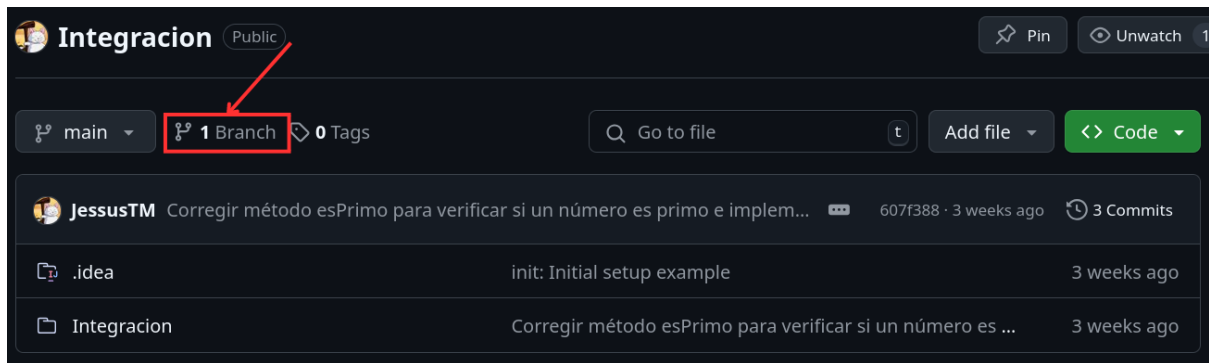 Integracion Public Pin Unwatch 1
main 1 Branch 0 Tags Go to file t Add file Code
JessusTM Corregir método esPrimo para verificar si un número es primo e implem... 607f388 · 3 weeks ago 3 Commits
.idea init: Initial setup example 3 weeks ago
Integracion Corregir método esPrimo para verificar si un número es ... 3 weeks ago